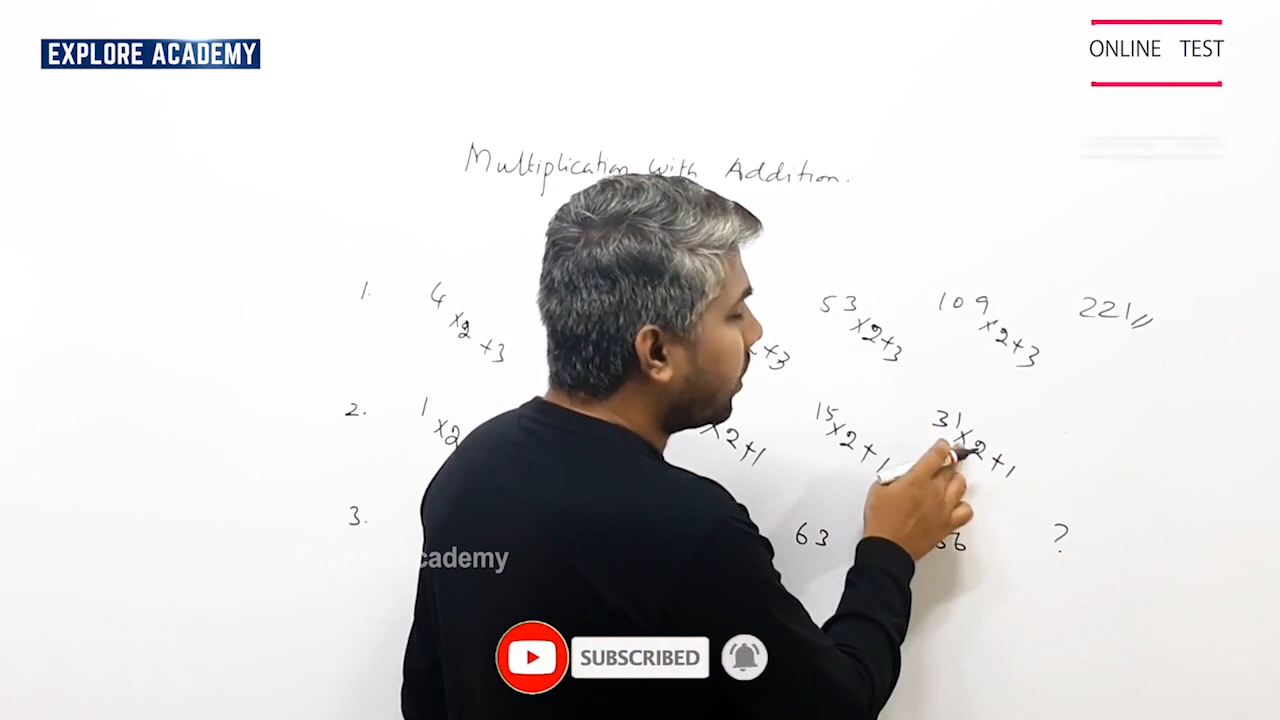 EXPLORE ACADEMY
ONLINE TEST
Multiplication with Addition.
1. 4 53 109 221
×2 +3 +3 ×2+3 ×2+3
2. 1 15 31
×2 ×2+1 ×2+1 ×2+1
3. 63 ?
Academy
SUBSCRIBED